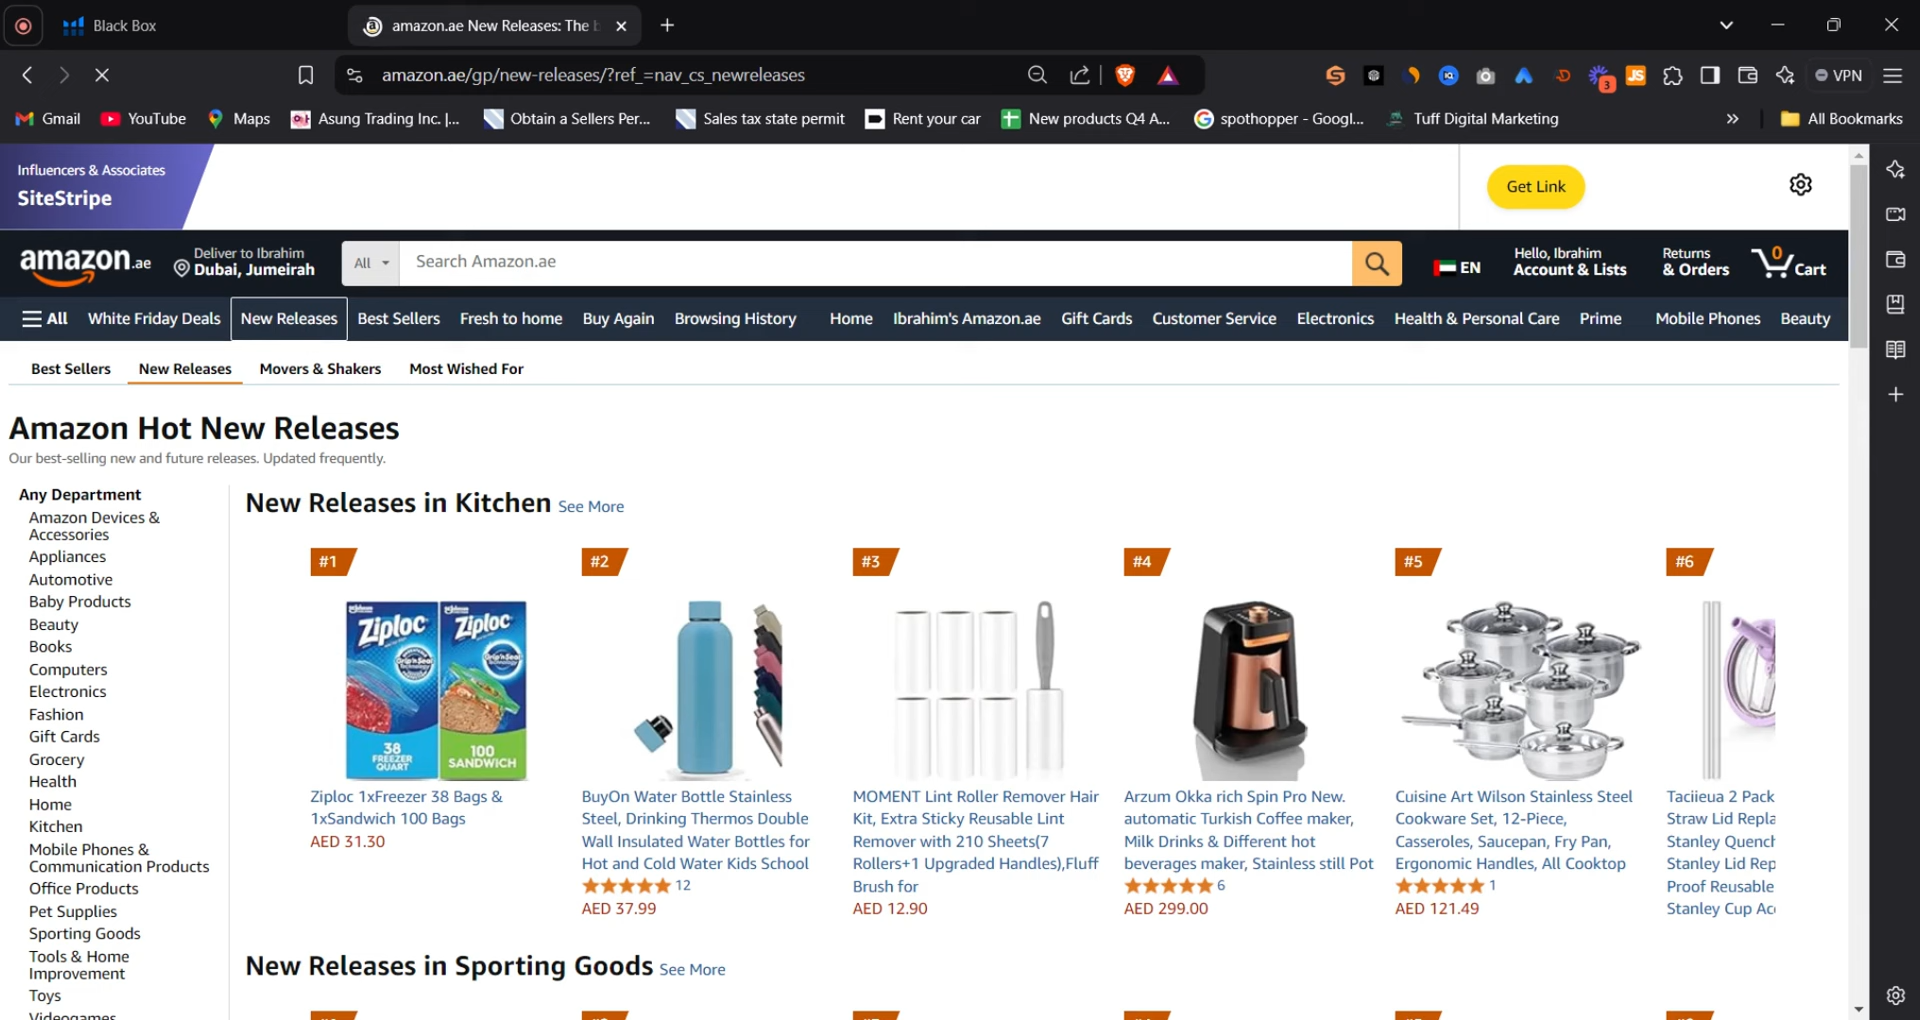 Black Box
amazon.ae New Releases: The b
amazon.ae/gp/new-releases/?ref_=nav_cs_newreleases
3
VPN
Gmail YouTube Maps Asung Trading Inc. |... Obtain a Sellers Per... Sales tax state permit Rent your car New products Q4 A... spothopper - Googl... Tuff Digital Marketing » All Bookmarks
Influencers & Associates
SiteStripe
Get Link
amazon.ae
Deliver to Ibrahim
Dubai, Jumeirah
All
Search Amazon.ae
EN
Hello, Ibrahim
Account & Lists
Returns
& Orders
0
Cart
All White Friday Deals New Releases Best Sellers Fresh to home Buy Again Browsing History Home Ibrahim's Amazon.ae Gift Cards Customer Service Electronics Health & Personal Care Prime Mobile Phones Beauty
Best Sellers New Releases Movers & Shakers Most Wished For
Amazon Hot New Releases
Our best-selling new and future releases. Updated frequently.
Any Department
Amazon Devices &
Accessories
Appliances
Automotive
Baby Products
Beauty
Books
Computers
Electronics
Fashion
Gift Cards
Grocery
Health
Home
Kitchen
Mobile Phones &
Communication Products
Office Products
Pet Supplies
Sporting Goods
Tools & Home
Improvement
Toys
Videogames
New Releases in Kitchen See More
#1
Ziploc Ziploc
38
FREEZER
QUART
100
SANDWICH
Ziploc 1xFreezer 38 Bags &
1xSandwich 100 Bags
AED 31.30
#2
BuyOn Water Bottle Stainless
Steel, Drinking Thermos Double
Wall Insulated Water Bottles for
Hot and Cold Water Kids School
12
AED 37.99
#3
MOMENT Lint Roller Remover Hair
Kit, Extra Sticky Reusable Lint
Remover with 210 Sheets(7
Rollers+1 Upgraded Handles),Fluff
Brush for
AED 12.90
#4
Arzum Okka rich Spin Pro New.
automatic Turkish Coffee maker,
Milk Drinks & Different hot
beverages maker, Stainless still Pot
6
AED 299.00
#5
Cuisine Art Wilson Stainless Steel
Cookware Set, 12-Piece,
Casseroles, Saucepan, Fry Pan,
Ergonomic Handles, All Cooktop
1
AED 121.49
#6
Taciieua 2 Pack
Straw Lid Repla
Stanley Quench
Stanley Lid Rep
Proof Reusable
Stanley Cup Acc
New Releases in Sporting Goods See More